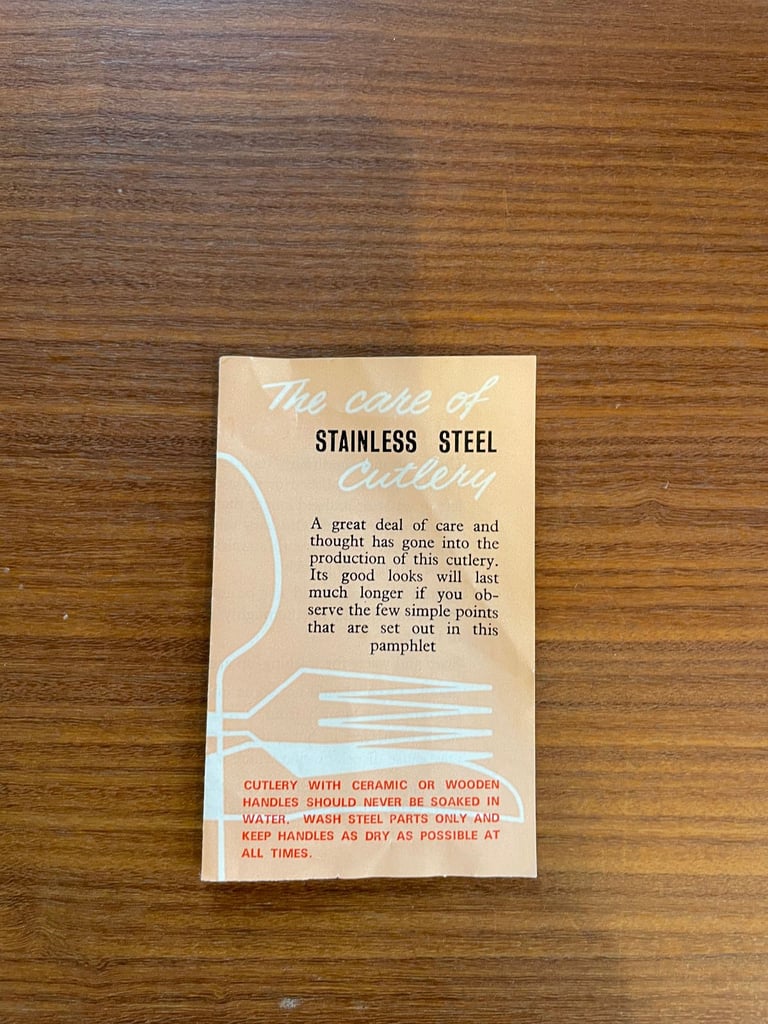 The care of
STAINLESS STEEL
Cutlery
A great deal of care and
thought has gone into the
production of this cutlery.
Its good looks will last
much longer if you ob-
serve the few simple points
that are set out in this
pamphlet
CUTLERY WITH CERAMIC OR WOODEN
HANDLES SHOULD NEVER BE SOAKED IN
WATER. WASH STEEL PARTS ONLY AND
KEEP HANDLES AS DRY AS POSSIBLE AT
ALL TIMES.